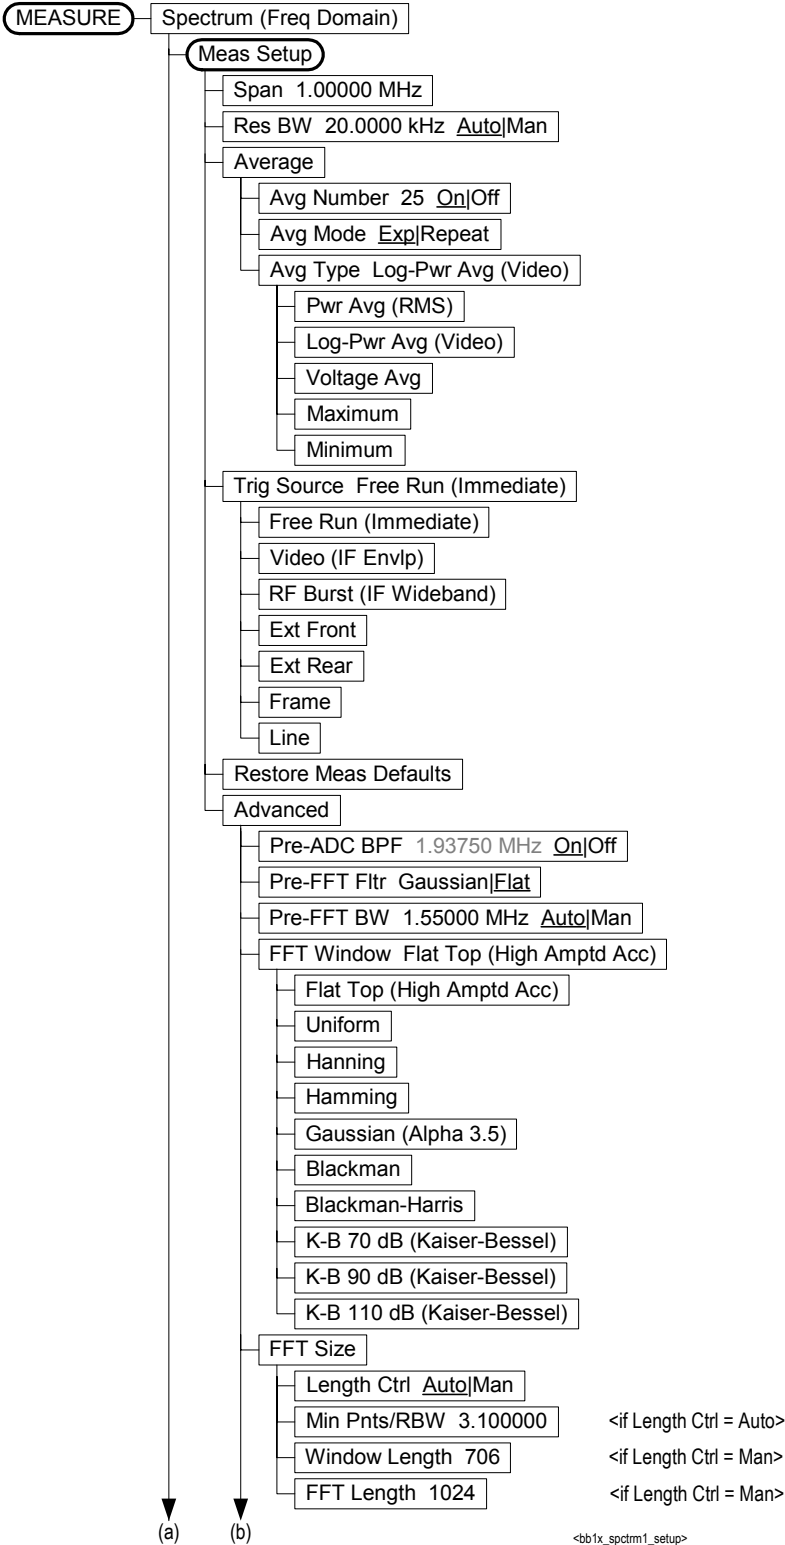 MEASURE Spectrum (Freq Domain)
Meas Setup
Span 1.00000 MHz
Res BW 20.0000 kHz Auto|Man
Average
Avg Number 25 On|Off
Avg Mode Exp|Repeat
Avg Type Log-Pwr Avg (Video)
Pwr Avg (RMS)
Log-Pwr Avg (Video)
Voltage Avg
Maximum
Minimum
Trig Source Free Run (Immediate)
Free Run (Immediate)
Video (IF Envlp)
RF Burst (IF Wideband)
Ext Front
Ext Rear
Frame
Line
Restore Meas Defaults
Advanced
Pre-ADC BPF 1.93750 MHz On|Off
Pre-FFT Fltr Gaussian|Flat
Pre-FFT BW 1.55000 MHz Auto|Man
FFT Window Flat Top (High Amptd Acc)
Flat Top (High Amptd Acc)
Uniform
Hanning
Hamming
Gaussian (Alpha 3.5)
Blackman
Blackman-Harris
K-B 70 dB (Kaiser-Bessel)
K-B 90 dB (Kaiser-Bessel)
K-B 110 dB (Kaiser-Bessel)
FFT Size
Length Ctrl Auto|Man
Min Pnts/RBW 3.100000 <if Length Ctrl = Auto>
Window Length 706 <if Length Ctrl = Man>
FFT Length 1024 <if Length Ctrl = Man>
(a) (b)
<bb1x_spctrm1_setup>